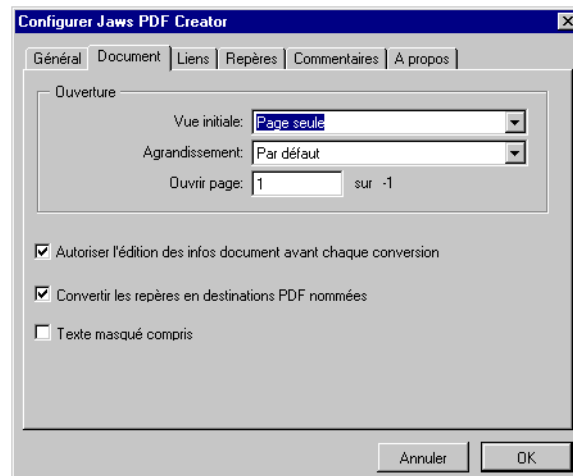 Configurer Jaws PDF Creator
Général Document Liens Repères Commentaires A propos
Ouverture
Vue initiale: Page seule
Agrandissement: Par défaut
Ouvrir page: 1 sur -1
Autoriser l'édition des infos document avant chaque conversion
Convertir les repères en destinations PDF nommées
Texte masqué compris
Annuler OK